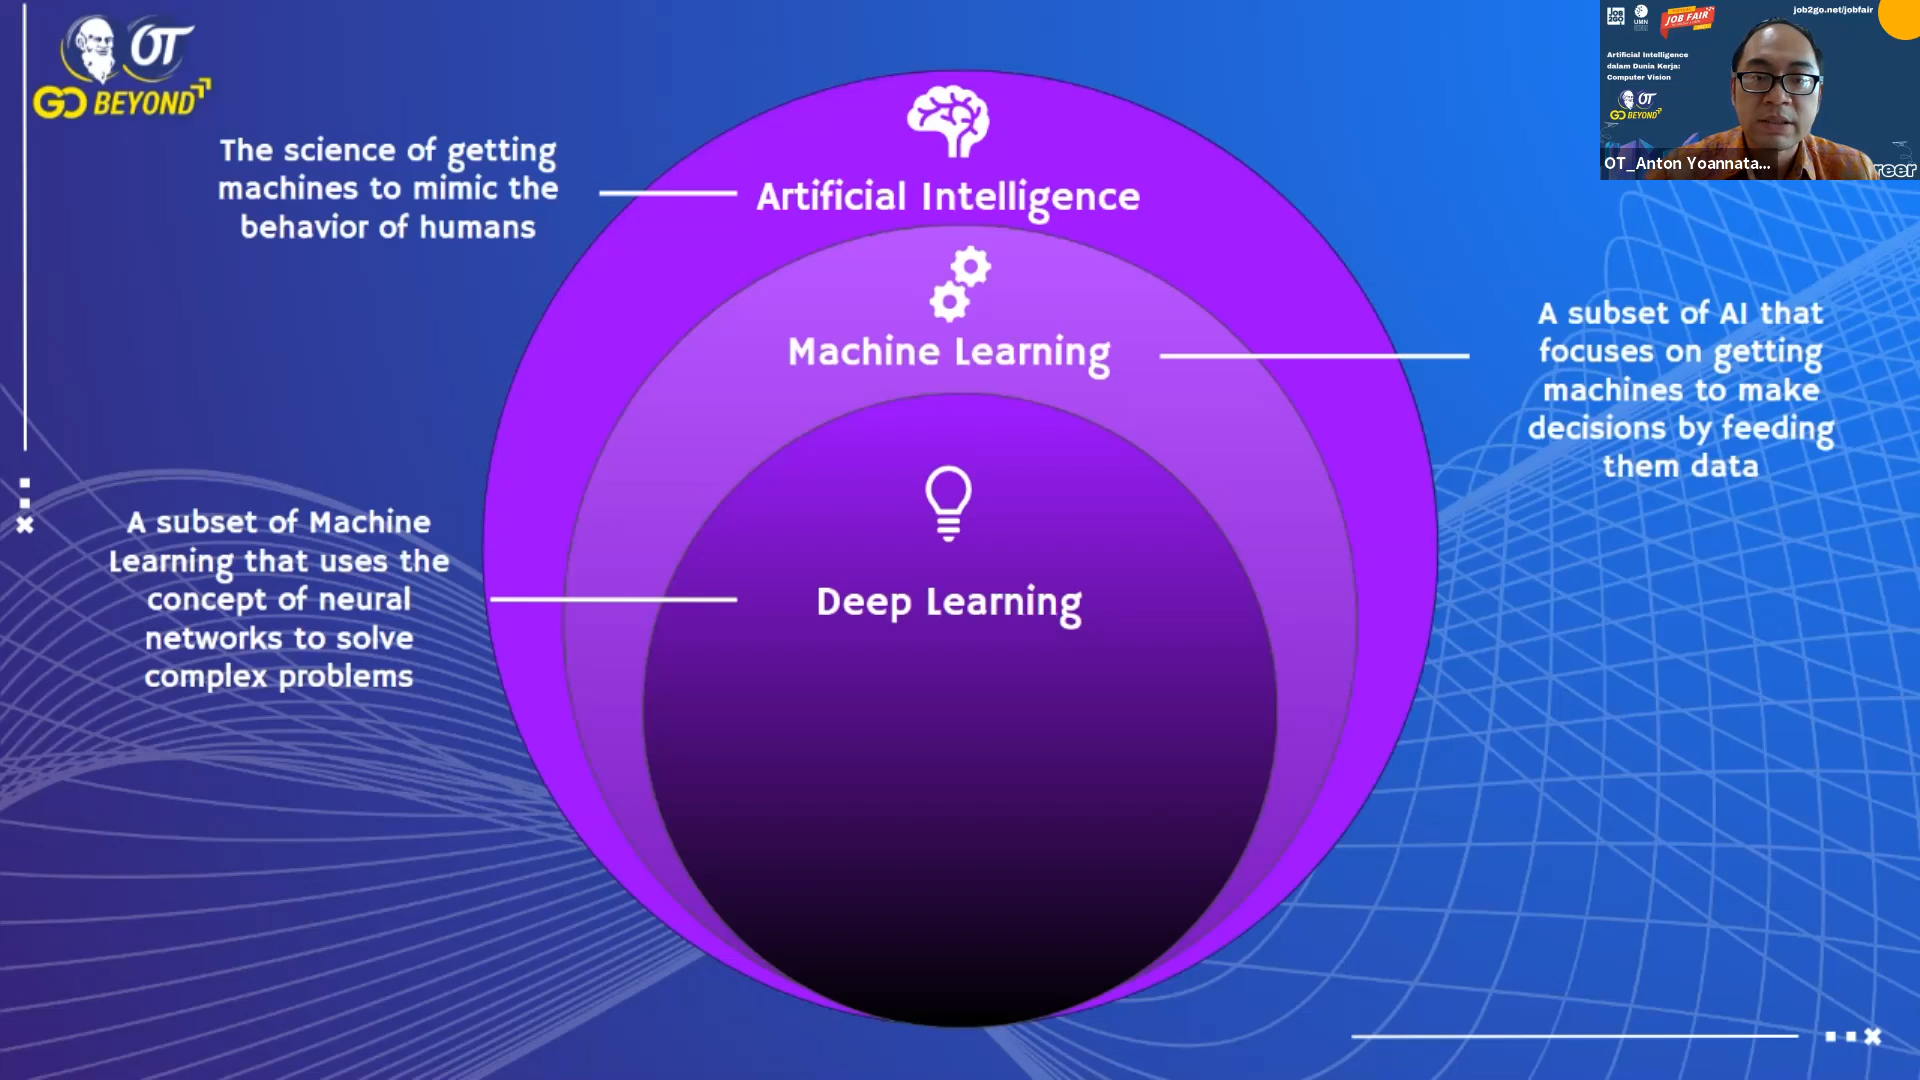 OT
GO BEYOND
The science of getting
machines to mimic the
behavior of humans
Artificial Intelligence
Machine Learning
A subset of AI that
focuses on getting
machines to make
decisions by feeding
them data
A subset of Machine
Learning that uses the
concept of neural
networks to solve
complex problems
Deep Learning
JOB2GO
UMN
JOB FAIR
job2go.net/jobfair
Artificial Intelligence
dalam Dunia Kerja:
Computer Vision
OT
GO BEYOND
OT_Anton Yoannata...
reer